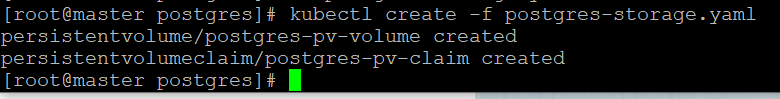 [root@master postgres]# kubectl create -f postgres-storage.yaml
persistentvolume/postgres-pv-volume created
persistentvolumeclaim/postgres-pv-claim created
[root@master postgres]#